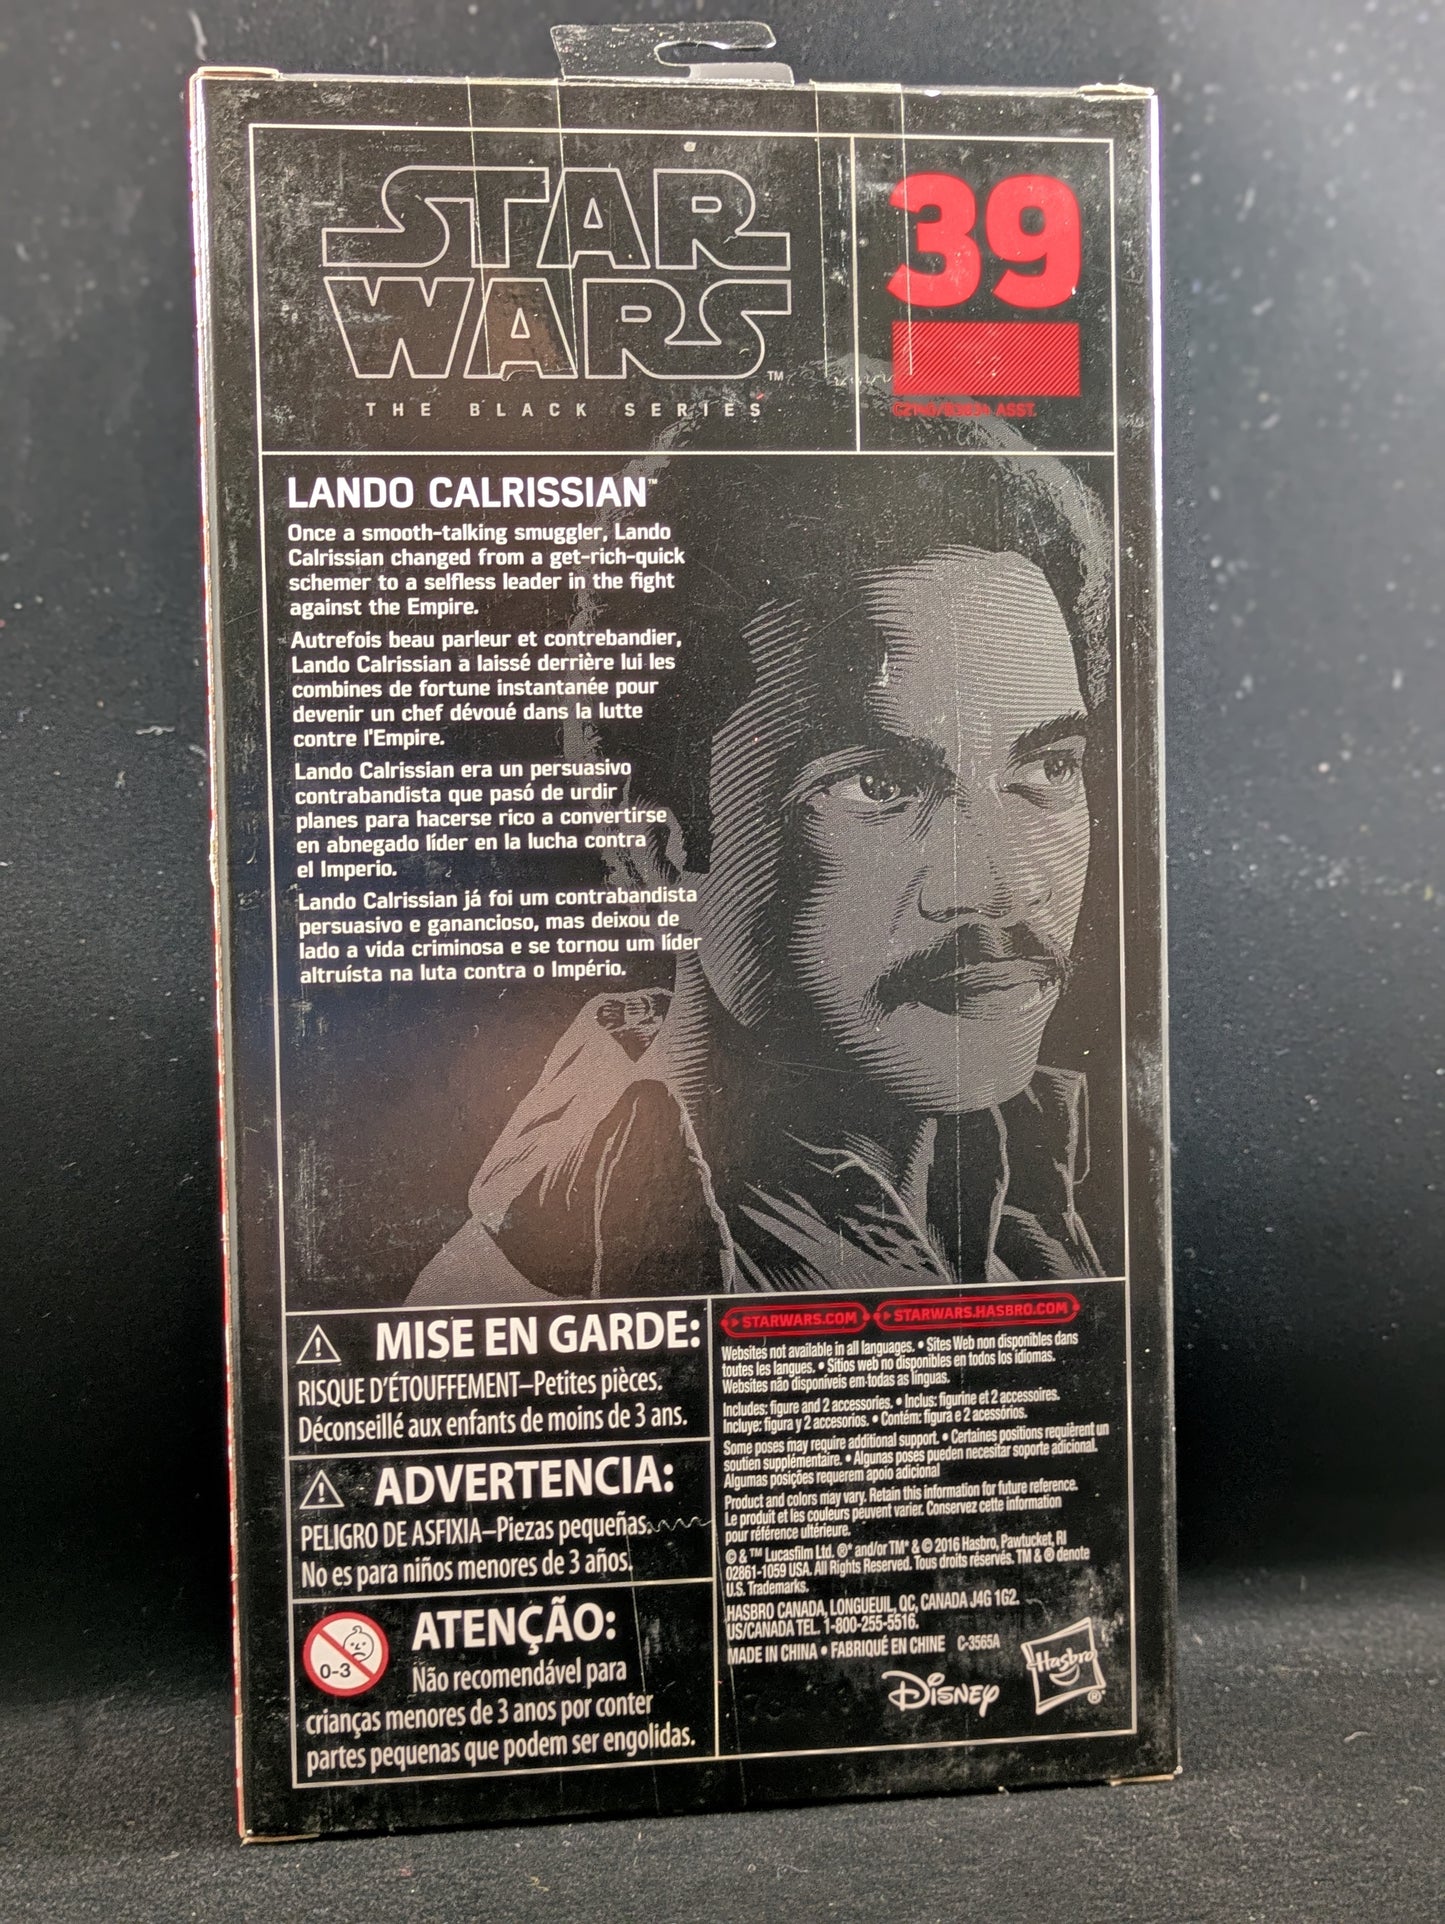 STAR
WARS™
THE BLACK SERIES
39
ASST.
LANDO CALRISSIAN™
Once a smooth-talking smuggler, Lando
Calrissian changed from a get-rich-quick
schemer to a selfless leader in the fight
against the Empire.
Autrefois beau parleur et contrebandier,
Lando Calrissian a laissé derrière lui les
combines de fortune instantanée pour
devenir un chef dévoué dans la lutte
contre l'Empire.
Lando Calrissian era un persuasivo
contrabandista que pasó de urdir
planes para hacerse rico a convertirse
en abnegado líder en la lucha contra
el Imperio.
Lando Calrissian já foi um contrabandista
persuasivo e ganancioso, mas deixou de
lado a vida criminosa e se tornou um líder
altruísta na luta contra o Império.
MISE EN GARDE:
RISQUE D'ÉTOUFFEMENT–Petites pièces.
Déconseillé aux enfants de moins de 3 ans.
ADVERTENCIA:
PELIGRO DE ASFIXIA–Piezas pequeñas.
No es para niños menores de 3 años.
0-3
ATENÇÃO:
Não recomendável para
crianças menores de 3 anos por conter
partes pequenas que podem ser engolidas.
STARWARS.COM STARWARS.HASBRO.COM
Websites not available in all languages. • Sites Web non disponibles dans
toutes les langues. • Sitios web no disponibles en todos los idiomas.
Websites não disponíveis em todas as línguas.
Includes: figure and 2 accessories. • Inclus: figurine et 2 accessoires.
Incluye: figura y 2 accesorios. • Contém: figura e 2 acessórios.
Some poses may require additional support. • Certaines positions requièrent un
soutien supplémentaire. • Algunas poses pueden necesitar soporte adicional.
Algumas posições requerem apoio adicional
Product and colors may vary. Retain this information for future reference.
Le produit et les couleurs peuvent varier. Conservez cette information
pour référence ultérieure.
© & ™ Lucasfilm Ltd. ®* and/or TM* & © 2016 Hasbro, Pawtucket, RI
02861-1059 USA. All Rights Reserved. Tous droits réservés. TM & ® denote
U.S. Trademarks.
HASBRO CANADA, LONGUEUIL, QC, CANADA J4G 1G2.
US/CANADA TEL. 1-800-255-5516.
MADE IN CHINA • FABRIQUÉ EN CHINE C-3565A
DISNEY
Hasbro®